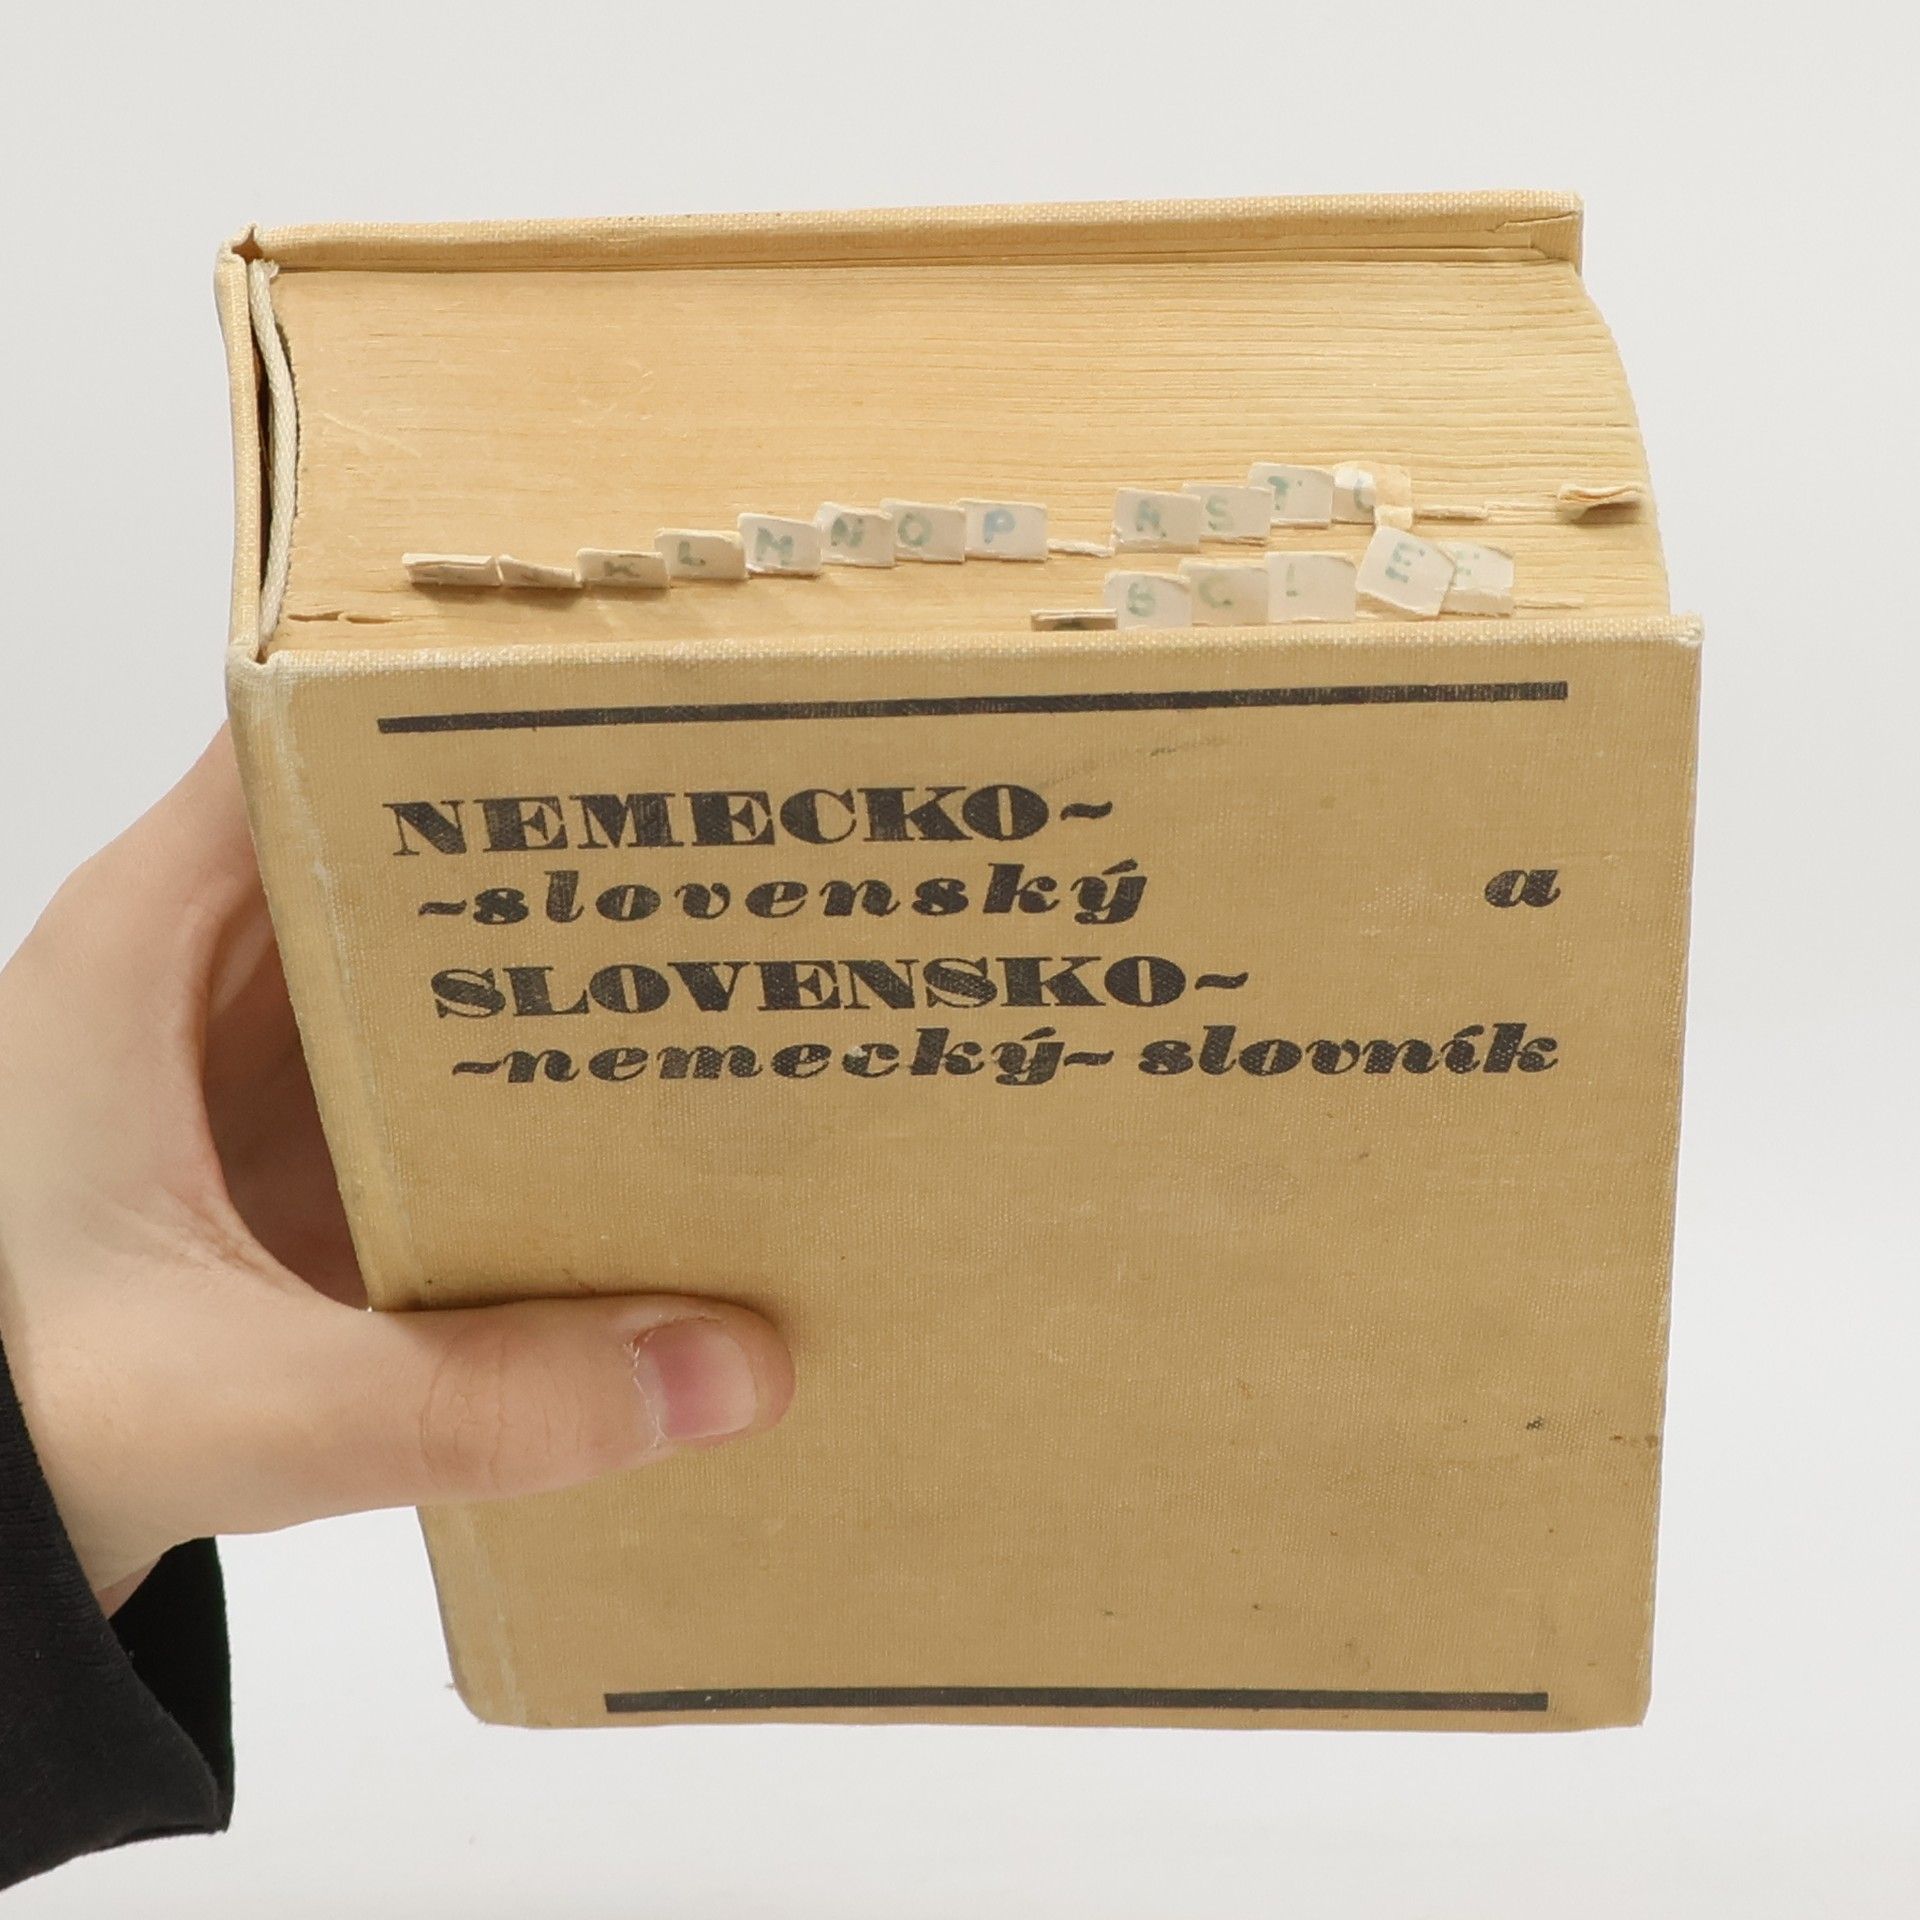 K L M N O P R S T
B C
E
NEMECKO~
~slovenský a
SLOVENSKO~
~nemecký~ slovník